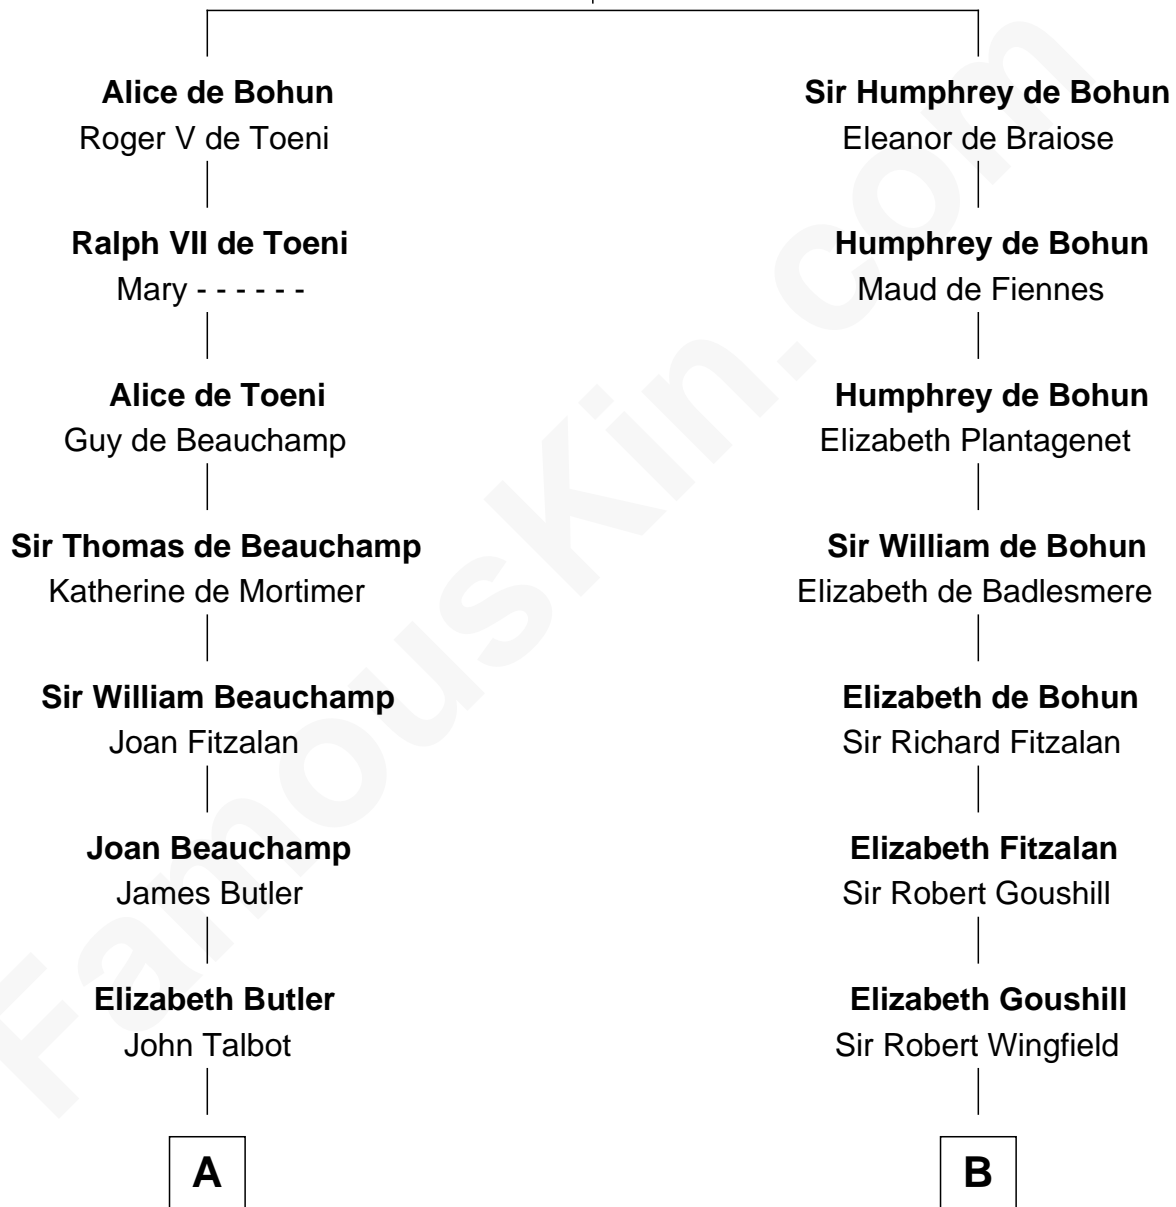 Alice de Bohun
Roger V de Toeni
Ralph VII de Toeni
Mary - - - - - -
Alice de Toeni
Guy de Beauchamp
Sir Thomas de Beauchamp
Katherine de Mortimer
Sir William Beauchamp
Joan Fitzalan
Joan Beauchamp
James Butler
Elizabeth Butler
John Talbot
A
Sir Humphrey de Bohun
Eleanor de Braiose
Humphrey de Bohun
Maud de Fiennes
Humphrey de Bohun
Elizabeth Plantagenet
Sir William de Bohun
Elizabeth de Badlesmere
Elizabeth de Bohun
Sir Richard Fitzalan
Elizabeth Fitzalan
Sir Robert Goushill
Elizabeth Goushill
Sir Robert Wingfield
B
FamousKin.com